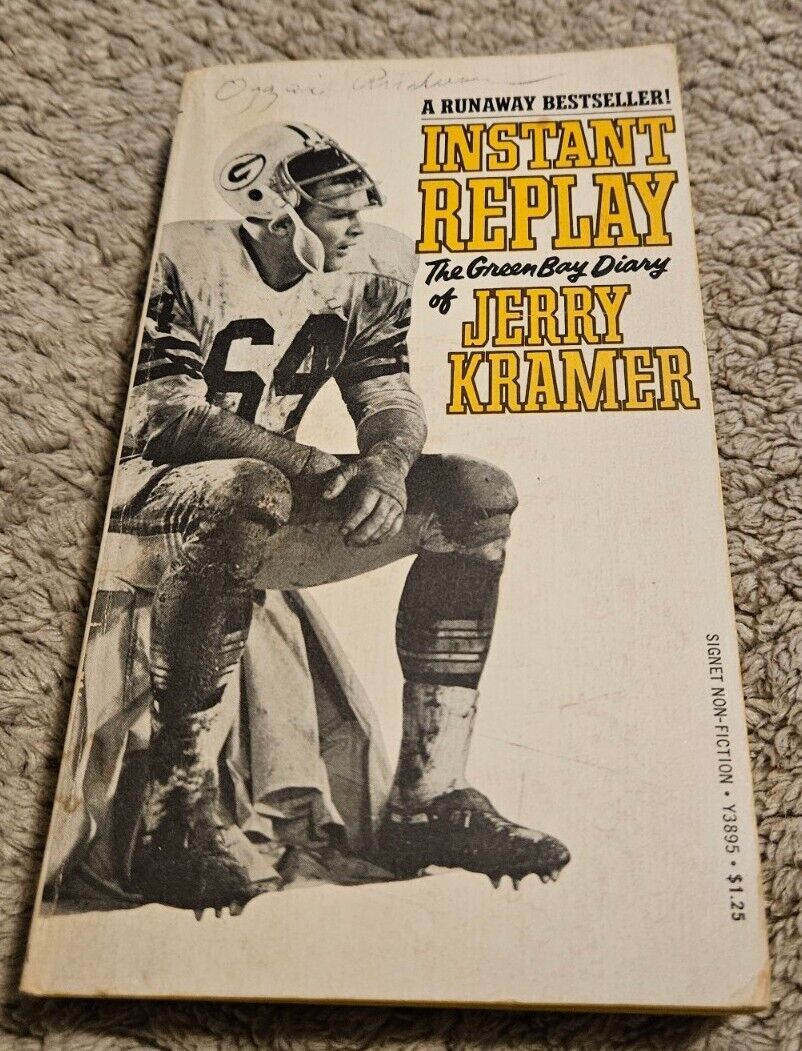 A RUNAWAY BESTSELLER!
INSTANT
REPLAY
The Green Bay Diary
of JERRY
KRAMER
G
64
SIGNET NON-FICTION • Y3895 • $1.25